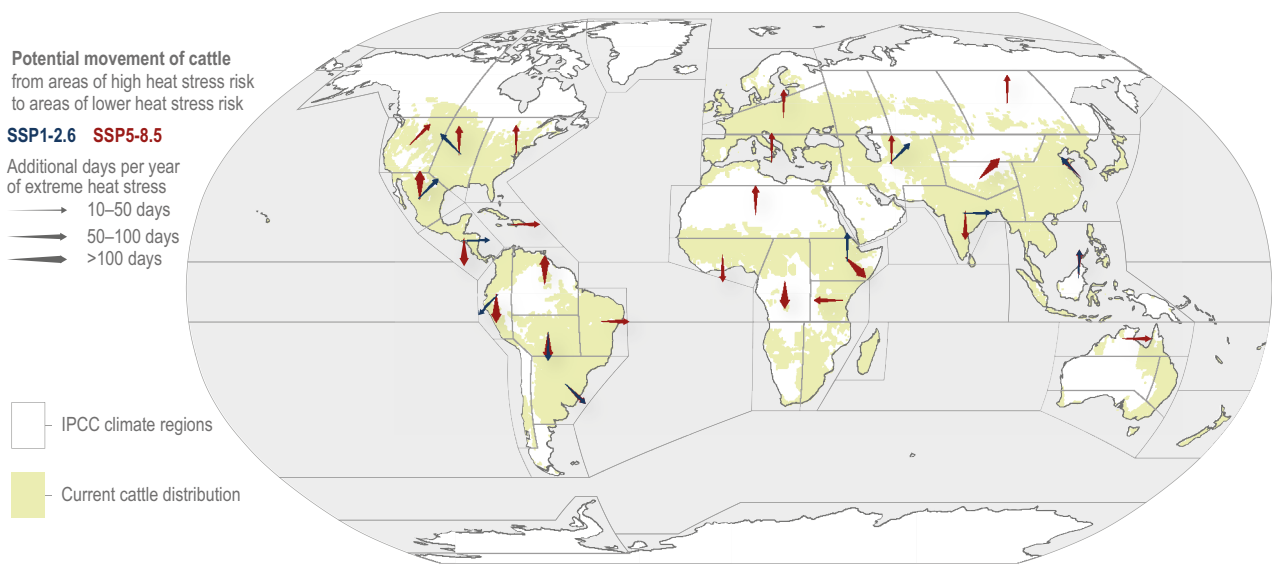 Potential movement of cattle
from areas of high heat stress risk
to areas of lower heat stress risk
SSP1-2.6 SSP5-8.5
Additional days per year
of extreme heat stress
10–50 days
50–100 days
>100 days
IPCC climate regions
Current cattle distribution